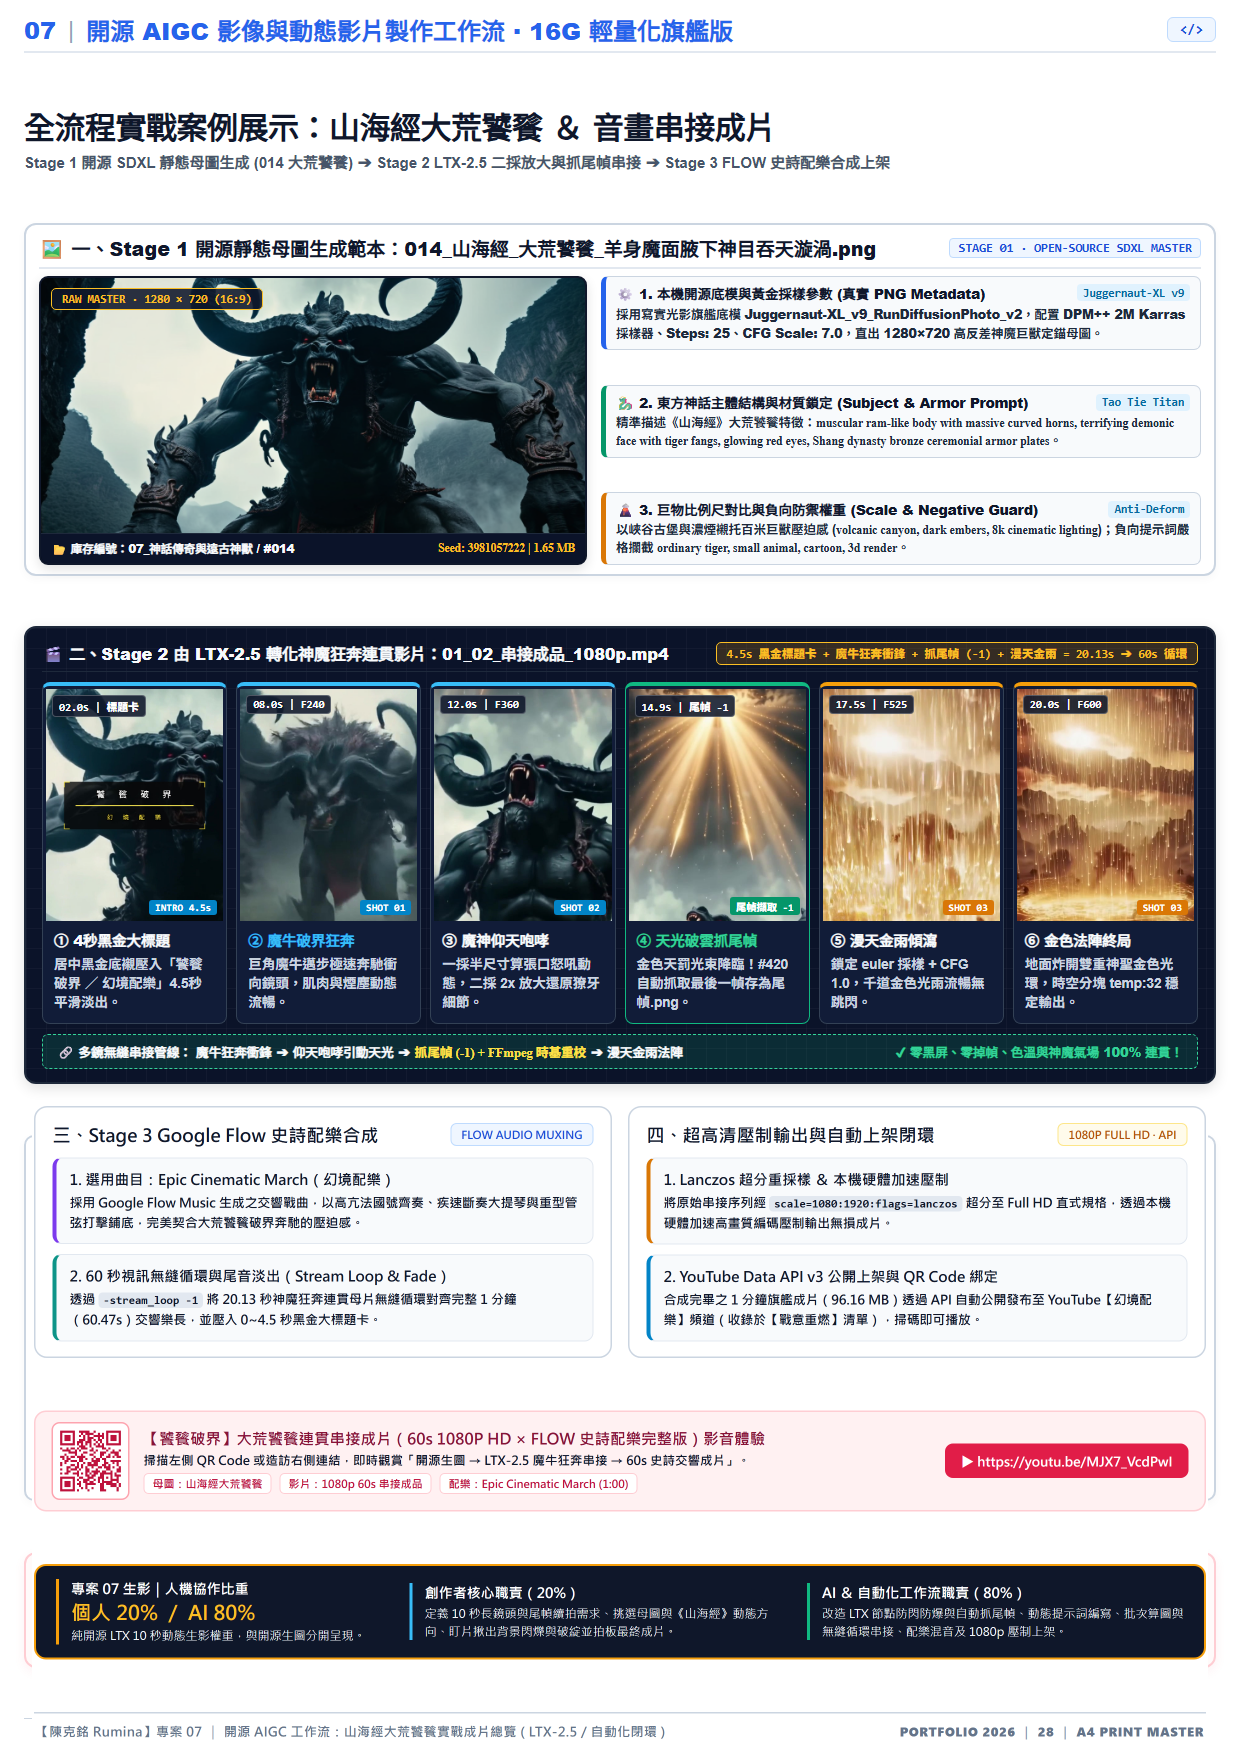 07 | 開源 AIGC 影像與動態影片製作工作流·16G 輕量化旗艦版
</>
全流程實戰案例展示：山海經大荒饕餮 & 音畫串接成片
Stage 1 開源 SDXL 靜態母圖生成 (014 大荒饕餮) ➔ Stage 2 LTX-2.5 二採放大與抓尾幀串接 ➔ Stage 3 FLOW 史詩配樂合成上架
一、Stage 1 開源靜態母圖生成範本：014_山海經_大荒饕餮_羊身魔面腋下神目吞天漩渦.png
STAGE 01 · OPEN-SOURCE SDXL MASTER
RAW MASTER · 1280 × 720 (16:9)
庫存編號：07_神話傳奇與遠古神獸 / #014
Seed: 3981057222 | 1.65 MB
1. 本機開源底模與黃金採樣參數 (真實 PNG Metadata)
Juggernaut-XL v9
採用寫實光影旗艦底模 Juggernaut-XL_v9_RunDiffusionPhoto_v2，配置 DPM++ 2M Karras
採樣器、Steps: 25、CFG Scale: 7.0，直出 1280×720 高反差神魔巨獸定錨母圖。
2. 東方神話主體結構與材質鎖定 (Subject & Armor Prompt)
Tao Tie Titan
精準描述《山海經》大荒饕餮特徵：muscular ram-like body with massive curved horns, terrifying demonic
face with tiger fangs, glowing red eyes, Shang dynasty bronze ceremonial armor plates。
3. 巨物比例尺對比與負向防禦權重 (Scale & Negative Guard)
Anti-Deform
以峽谷古堡與濃煙襯托百米巨獸壓迫感 (volcanic canyon, dark embers, 8k cinematic lighting)；負向提示詞嚴
格攔截 ordinary tiger, small animal, cartoon, 3d render。
二、Stage 2 由 LTX-2.5 轉化神魔狂奔連貫影片：01_02_串接成品_1080p.mp4
4.5s 黑金標題卡 + 魔牛狂奔衝鋒 + 抓尾幀 (-1) + 漫天金雨 = 20.13s ➔ 60s 循環
02.0s | 標題卡
饕餮破界
幻境配樂
INTRO 4.5s
① 4秒黑金大標題
居中黑金底襯壓入「饕餮
破界 ／ 幻境配樂」4.5秒
平滑淡出。
08.0s | F240
SHOT 01
② 魔牛破界狂奔
巨角魔牛邁步極速奔馳衝
向鏡頭，肌肉與煙塵動態
流暢。
12.0s | F360
SHOT 02
③ 魔神仰天咆哮
一採半尺寸算張口怒吼動
態，二採 2x 放大還原獠牙
細節。
14.9s | 尾幀 -1
尾幀擷取 -1
④ 天光破雲抓尾幀
金色天罰光束降臨！#420
自動抓取最後一幀存為尾
幀.png。
17.5s | F525
SHOT 03
⑤ 漫天金雨傾瀉
鎖定 euler 採樣 + CFG
1.0，千道金色光雨流暢無
跳閃。
20.0s | F600
SHOT 03
⑥ 金色法陣終局
地面炸開雙重神聖金色光
環，時空分塊 temp:32 穩
定輸出。
多鏡無縫串接管線： 魔牛狂奔衝鋒 ➔ 仰天咆哮引動天光 ➔ 抓尾幀 (-1) + FFmpeg 時基重校 ➔ 漫天金雨法陣
✓ 零黑屏、零掉幀、色溫與神魔氣場 100% 連貫！
三、Stage 3 Google Flow 史詩配樂合成
FLOW AUDIO MUXING
1. 選用曲目：Epic Cinematic March（幻境配樂）
採用 Google Flow Music 生成之交響戰曲，以高亢法國號齊奏、疾速斷奏大提琴與重型管
弦打擊鋪底，完美契合大荒饕餮破界奔馳的壓迫感。
2. 60 秒視訊無縫循環與尾音淡出（Stream Loop & Fade）
透過 -stream_loop -1 將 20.13 秒神魔狂奔連貫母片無縫循環對齊完整 1 分鐘
（60.47s）交響樂長，並壓入 0~4.5 秒黑金大標題卡。
四、超高清壓制輸出與自動上架閉環
1080P FULL HD · API
1. Lanczos 超分重採樣 & 本機硬體加速壓制
將原始串接序列經 scale=1080:1920:flags=lanczos 超分至 Full HD 直式規格，透過本機
硬體加速高畫質編碼壓制輸出無損成片。
2. YouTube Data API v3 公開上架與 QR Code 綁定
合成完畢之 1 分鐘旗艦成片（96.16 MB）透過 API 自動公開發布至 YouTube【幻境配
樂】頻道（收錄於【戰意重燃】清單），掃碼即可播放。
【饕餮破界】大荒饕餮連貫串接成片（60s 1080P HD × FLOW 史詩配樂完整版）影音體驗
掃描左側 QR Code 或造訪右側連結，即時觀賞「開源生圖 → LTX-2.5 魔牛狂奔串接 → 60s 史詩交響成片」。
母圖：山海經大荒饕餮
影片：1080p 60s 串接成品
配樂：Epic Cinematic March (1:00)
▶ https://youtu.be/MJX7_VcdPwI
專案 07 生影｜人機協作比重
個人 20% / AI 80%
純開源 LTX 10 秒動態生影權重，與開源生圖分開呈現。
創作者核心職責（20%）
定義 10 秒長鏡頭與尾幀續拍需求、挑選母圖與《山海經》動態方
向、盯片揪出背景閃爍與破綻並拍板最終成片。
AI & 自動化工作流職責（80%）
改造 LTX 節點防閃防爆與自動抓尾幀、動態提示詞編寫、批次算圖與
無縫循環串接、配樂混音及 1080p 壓制上架。
【陳克銘 Rumina】專案 07 ｜ 開源 AIGC 工作流：山海經大荒饕餮實戰成片總覽（LTX-2.5 / 自動化閉環）
PORTFOLIO 2026 | 28 | A4 PRINT MASTER